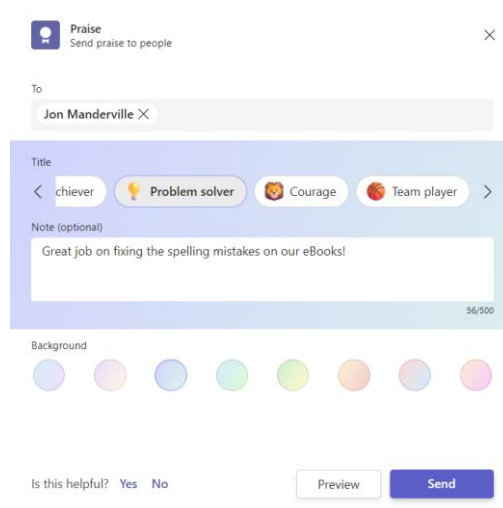 Praise
Send praise to people
To
Jon Manderville
Title
chiever Problem solver Courage Team player
Note (optional)
Great job on fixing the spelling mistakes on our eBooks!
56/500
Background
Is this helpful? Yes No Preview Send